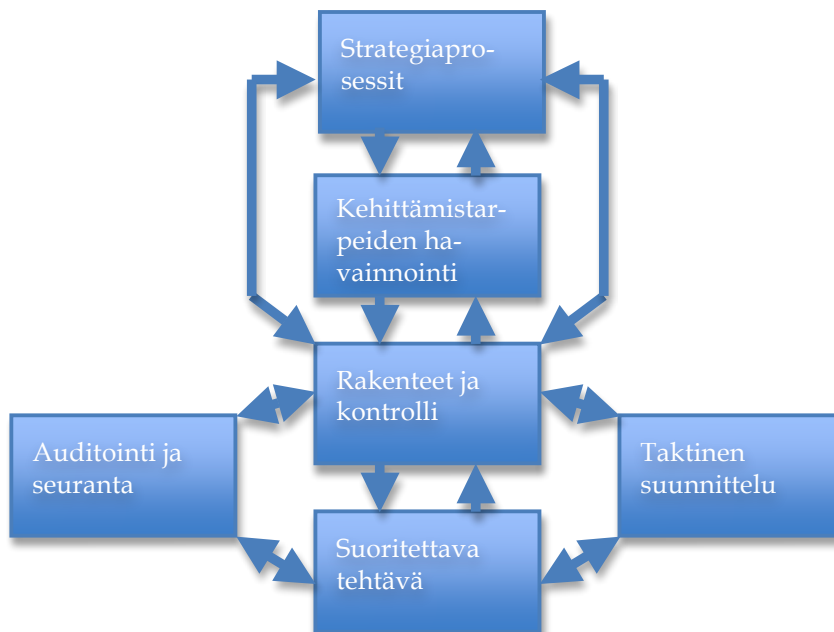 Strategiapro-
sessit
Kehittämistar-
peiden ha-
vainnointi
Rakenteet ja
kontrolli
Auditointi ja
seuranta
Taktinen
suunnittelu
Suoritettava
tehtävä